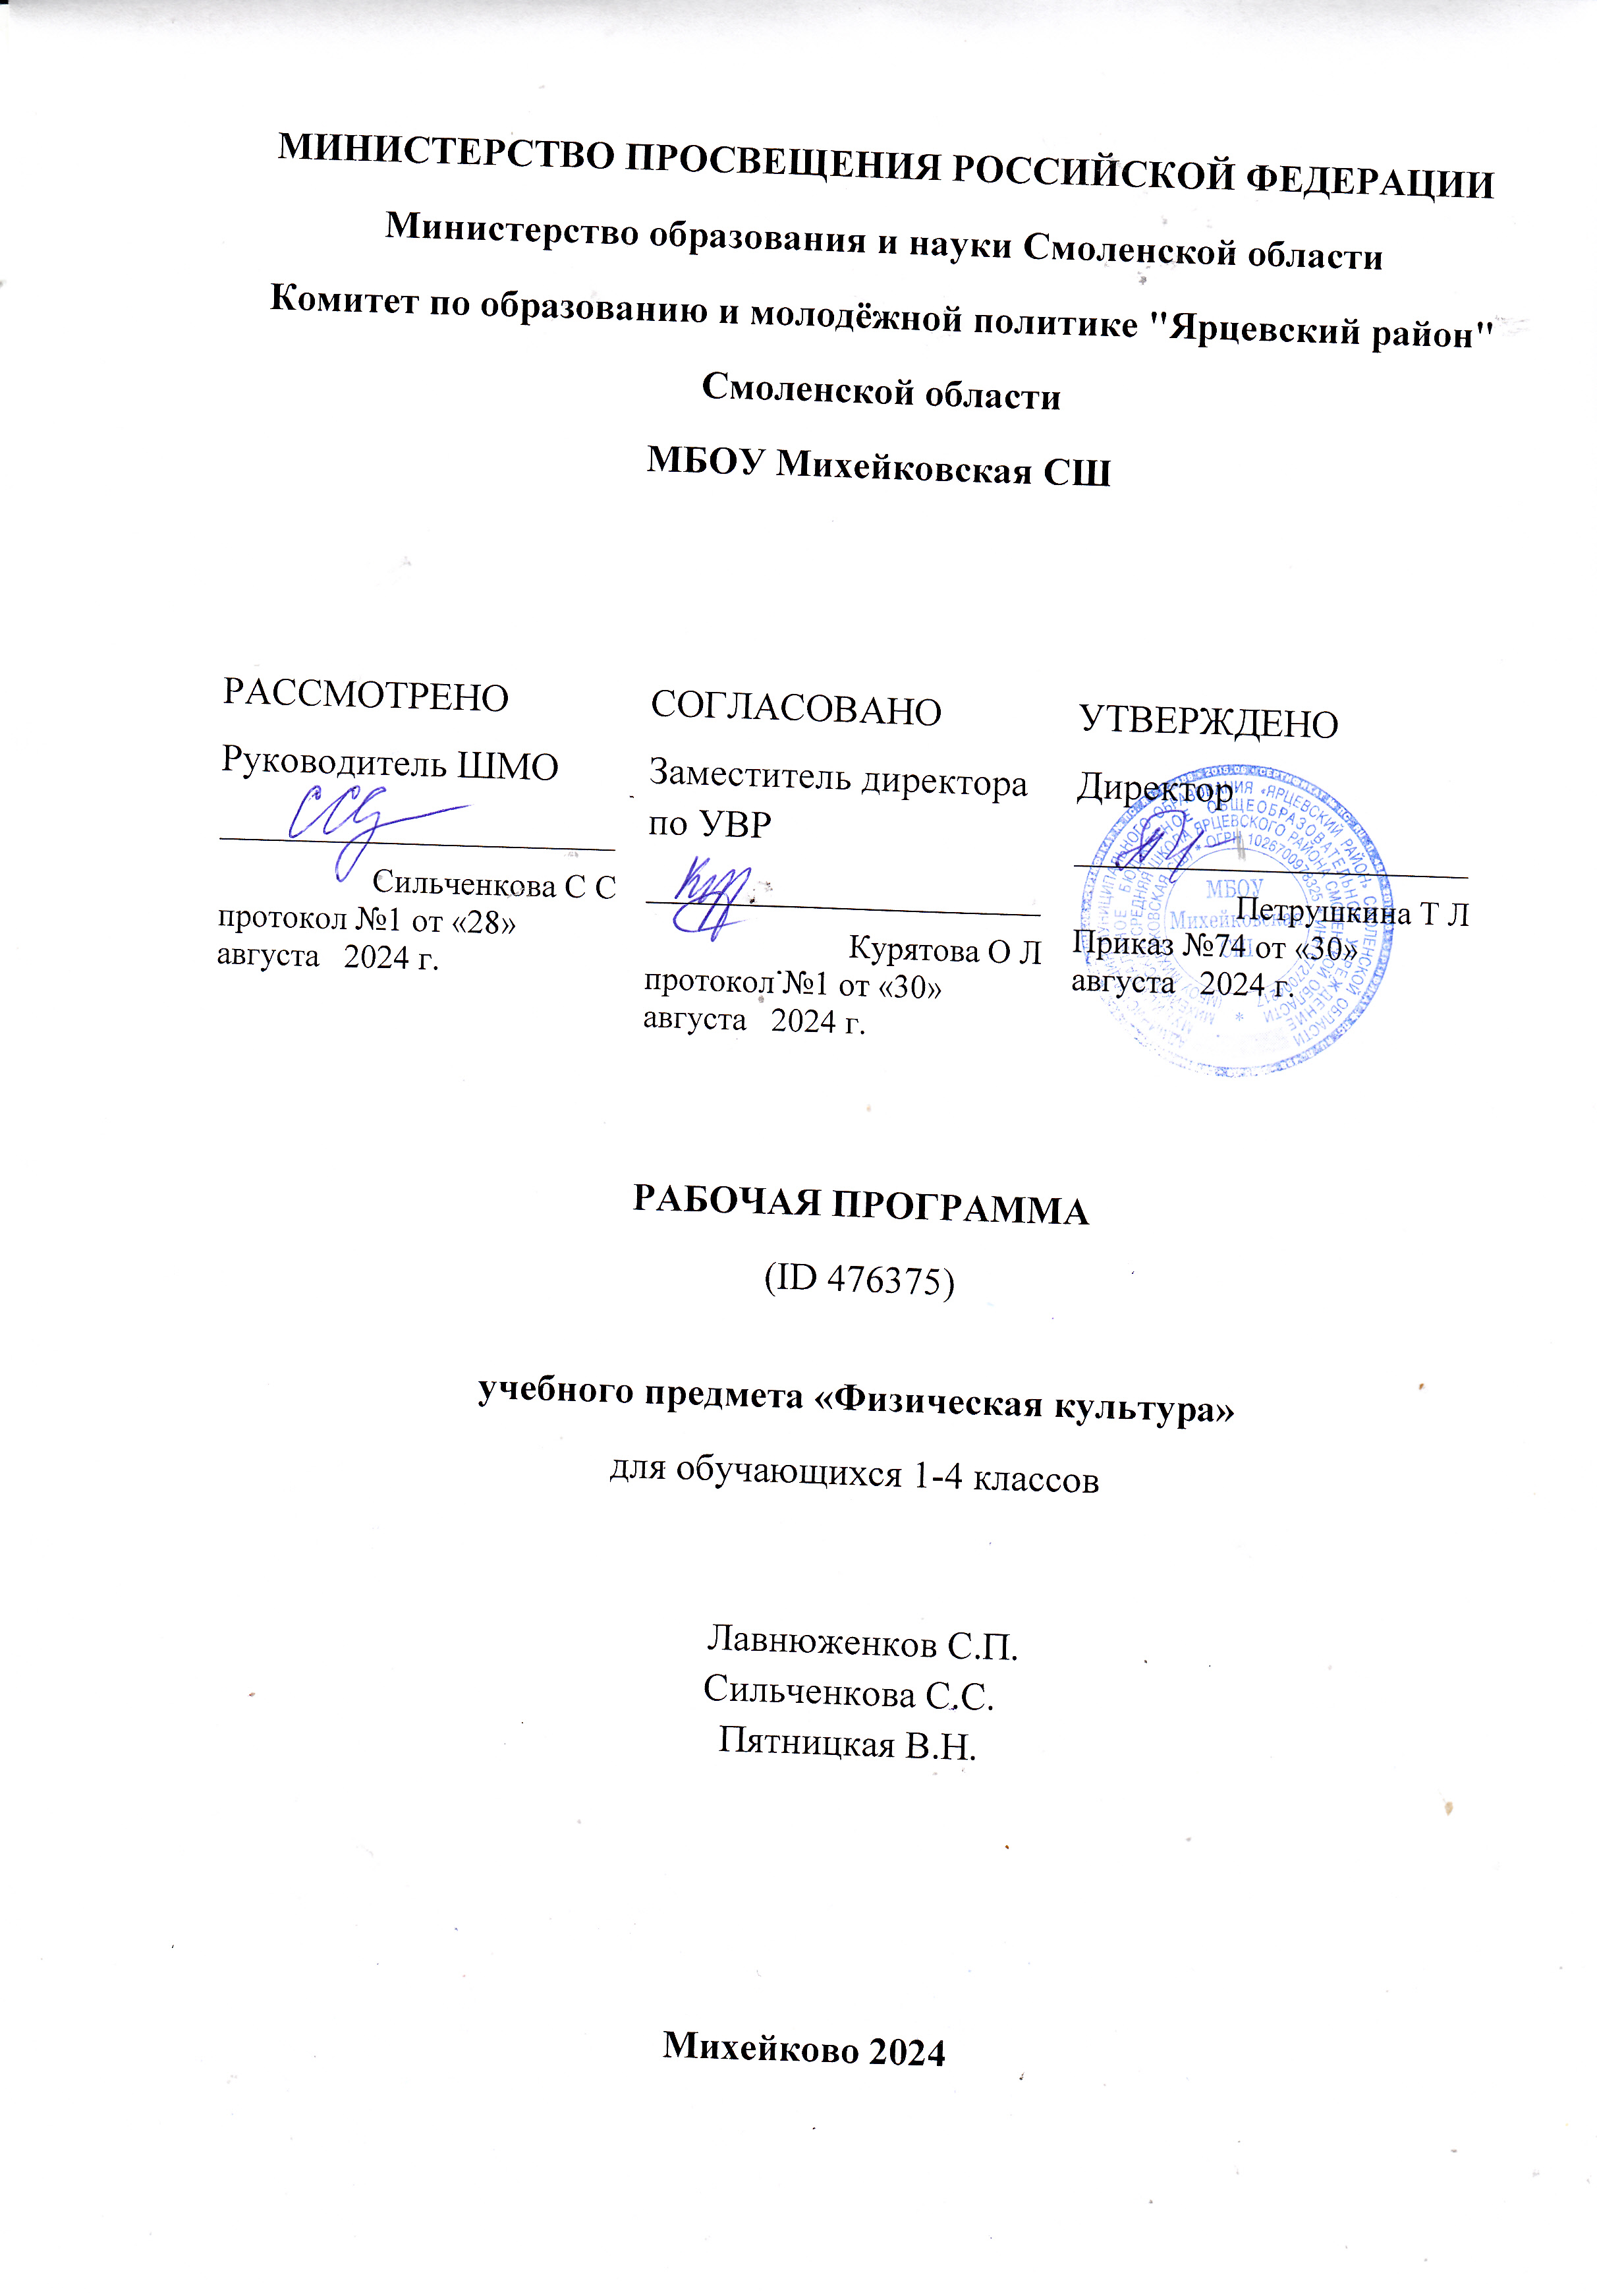 МИНИСТЕРСТВО ПРОСВЕЩЕНИЯ РОССИЙСКОЙ ФЕДЕРАЦИИ
Министерство образования и науки Смоленской области
Комитет по образованию и молодёжной политике "Ярцевский район"
Смоленской области
МБОУ Михейковская СШ
РАССМОТРЕНО
Руководитель ШМО
Сильченкова С С
протокол №1 от «28»
августа 2024 г.
СОГЛАСОВАНО
Заместитель директора
по УВР
Курятова О Л
протокол №1 от «30»
августа 2024 г.
УТВЕРЖДЕНО
Директор
Петрушкина Т Л
Приказ №74 от «30»
августа 2024 г.
МБОУ
Михейковская
СШ
РАБОЧАЯ ПРОГРАММА
(ID 476375)
учебного предмета «Физическая культура»
для обучающихся 1-4 классов
Лавнюженков С.П.
Сильченкова С.С.
Пятницкая В.Н.
Михейково 2024